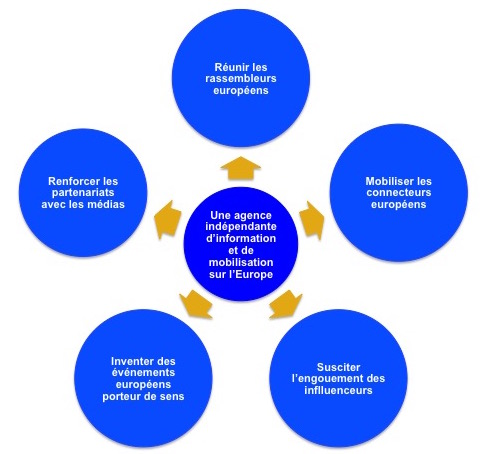 Réunir les
rassembleurs
européens
Renforcer les
partenariats
avec les médias
Mobiliser les
connecteurs
européens
Une agence
indépendante
d'information
et de
mobilisation
sur l'Europe
Inventer des
événements
européens
porteur de sens
Susciter
l'engouement des
influenceurs